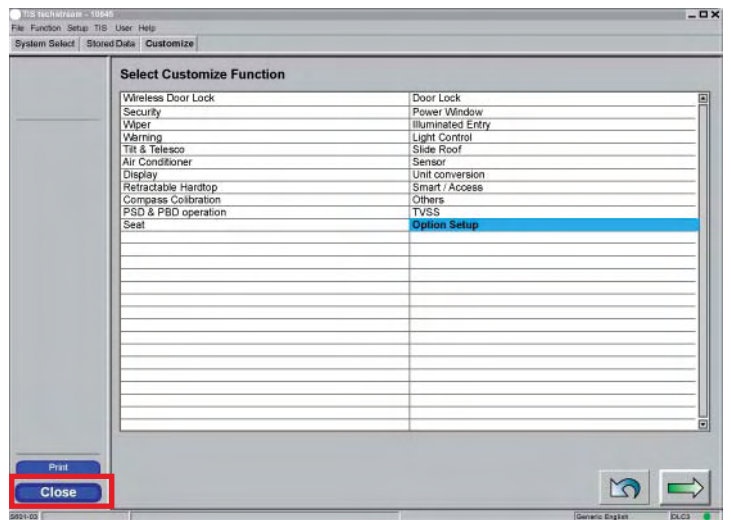 TIS techstream - 10845
File Function Setup TIS User Help
System Select Stored Data Customize
Select Customize Function
Wireless Door Lock Door Lock
Security Power Window
Wiper Illuminated Entry
Warning Light Control
Tilt & Telesco Slide Roof
Air Conditioner Sensor
Display Unit conversion
Retractable Hardtop Smart / Access
Compass Colibration Others
PSD & PBD operation TVSS
Seat Option Setup
Print
Close
S601-03 Generic English DLC3